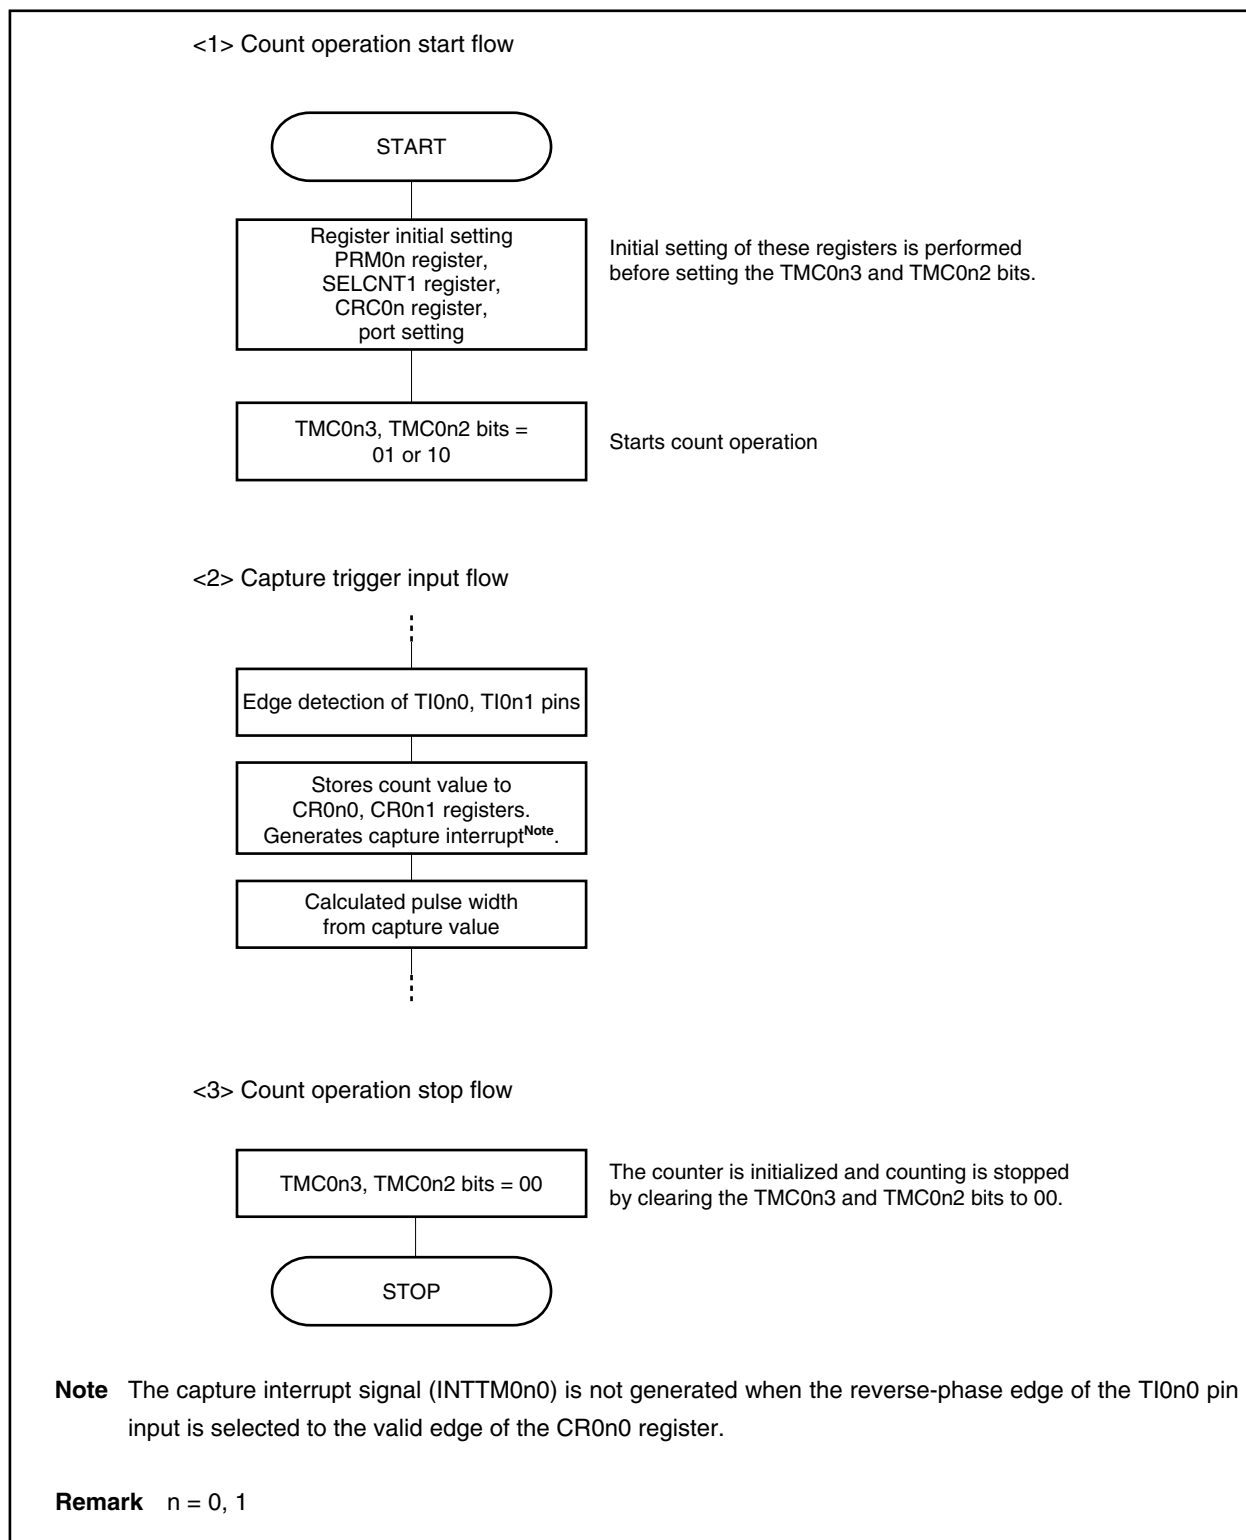 <1> Count operation start flow
START
Register initial setting
PRM0n register,
SELCNT1 register,
CRC0n register,
port setting
Initial setting of these registers is performed
before setting the TMC0n3 and TMC0n2 bits.
TMC0n3, TMC0n2 bits =
01 or 10
Starts count operation
<2> Capture trigger input flow
Edge detection of TI0n0, TI0n1 pins
Stores count value to
CR0n0, CR0n1 registers.
Generates capture interruptNote.
Calculated pulse width
from capture value
<3> Count operation stop flow
TMC0n3, TMC0n2 bits = 00
The counter is initialized and counting is stopped
by clearing the TMC0n3 and TMC0n2 bits to 00.
STOP
Note The capture interrupt signal (INTTM0n0) is not generated when the reverse-phase edge of the TI0n0 pin
input is selected to the valid edge of the CR0n0 register.
Remark n = 0, 1